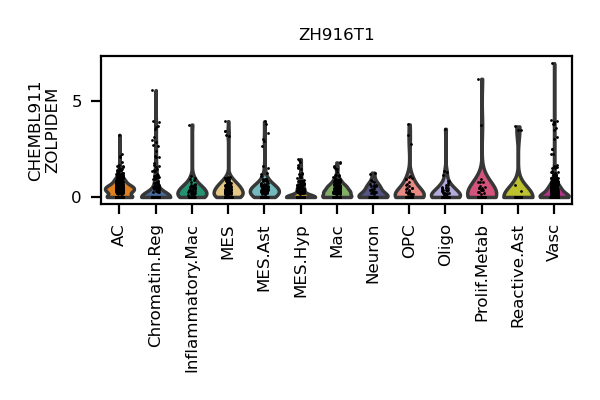 ZH916T1
CHEMBL911
ZOLPIDEM
5
0
AC
Chromatin.Reg
Inflammatory.Mac
MES
MES.Ast
MES.Hyp
Mac
Neuron
OPC
Oligo
Prolif.Metab
Reactive.Ast
Vasc